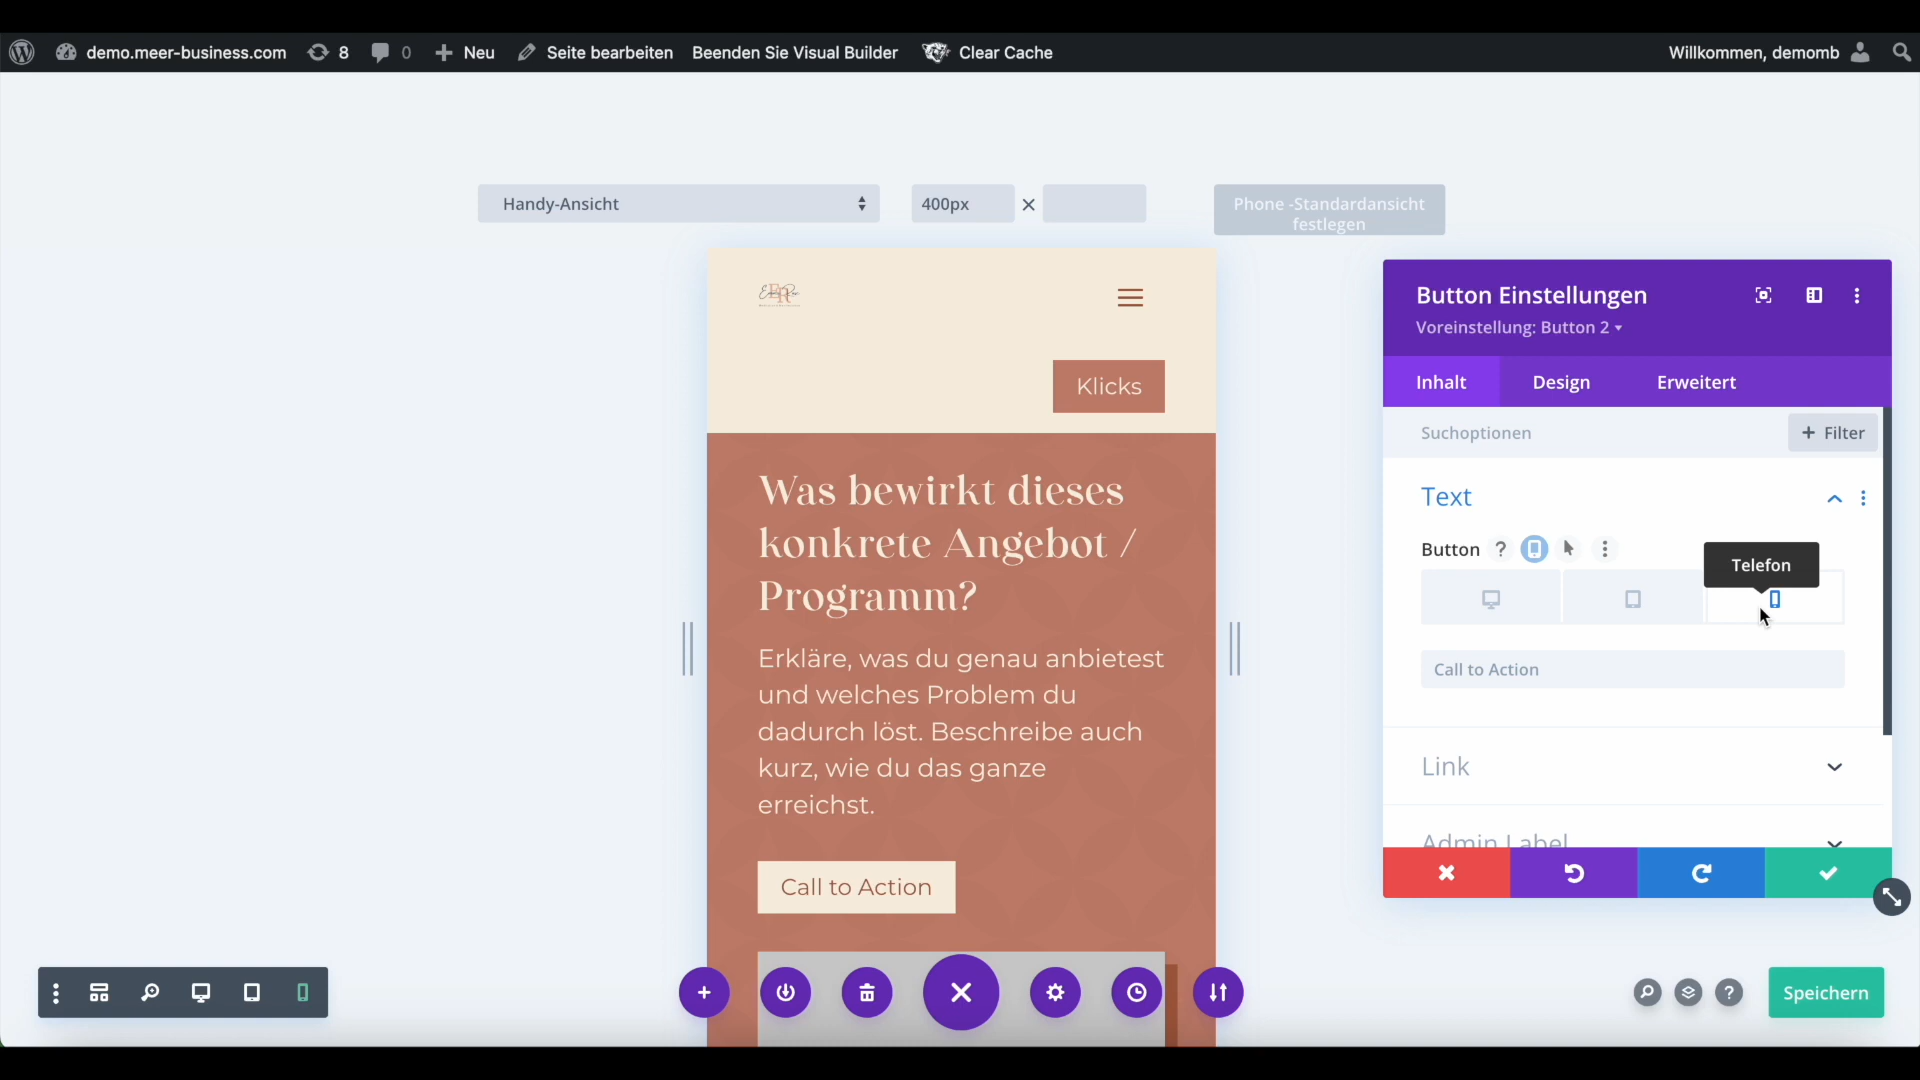 demo.meer-business.com 8 0 Neu Seite bearbeiten Beenden Sie Visual Builder Clear Cache Willkommen, demomb
Handy-Ansicht 400px Phone -Standardansicht
festlegen
Klicks
Was bewirkt dieses
konkrete Angebot /
Programm?
Erkläre, was du genau anbietest
und welches Problem du
dadurch löst. Beschreibe auch
kurz, wie du das ganze
erreichst.
Call to Action
Button Einstellungen
Voreinstellung: Button 2
Inhalt Design Erweitert
Suchoptionen + Filter
Text
Button ?
Telefon
Call to Action
Link
Admin Label
? Speichern